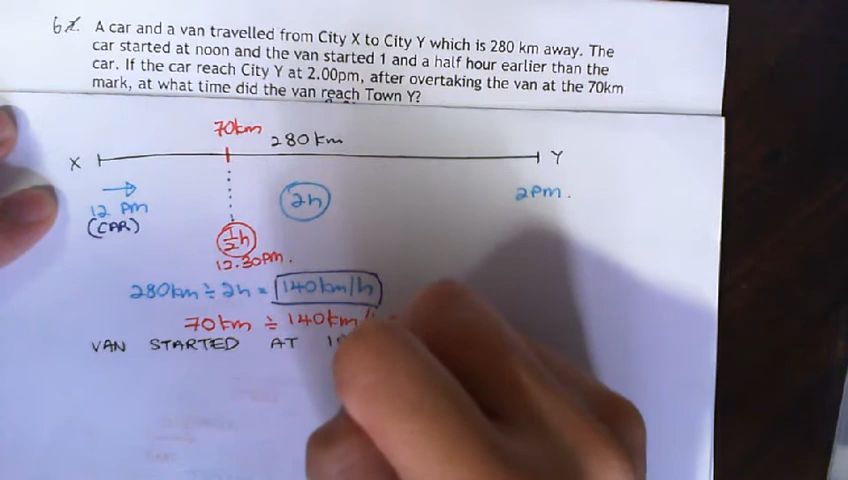 62. A car and a van travelled from City X to City Y which is 280 km away. The
car started at noon and the van started 1 and a half hour earlier than the
car. If the car reach City Y at 2.00pm, after overtaking the van at the 70km
mark, at what time did the van reach Town Y?
70km
280km
X Y
12 pm 2h 2pm.
(CAR)
1/2h
12.30pm.
280km ÷ 2h = 140km/h
70km ÷ 140km/
VAN STARTED AT